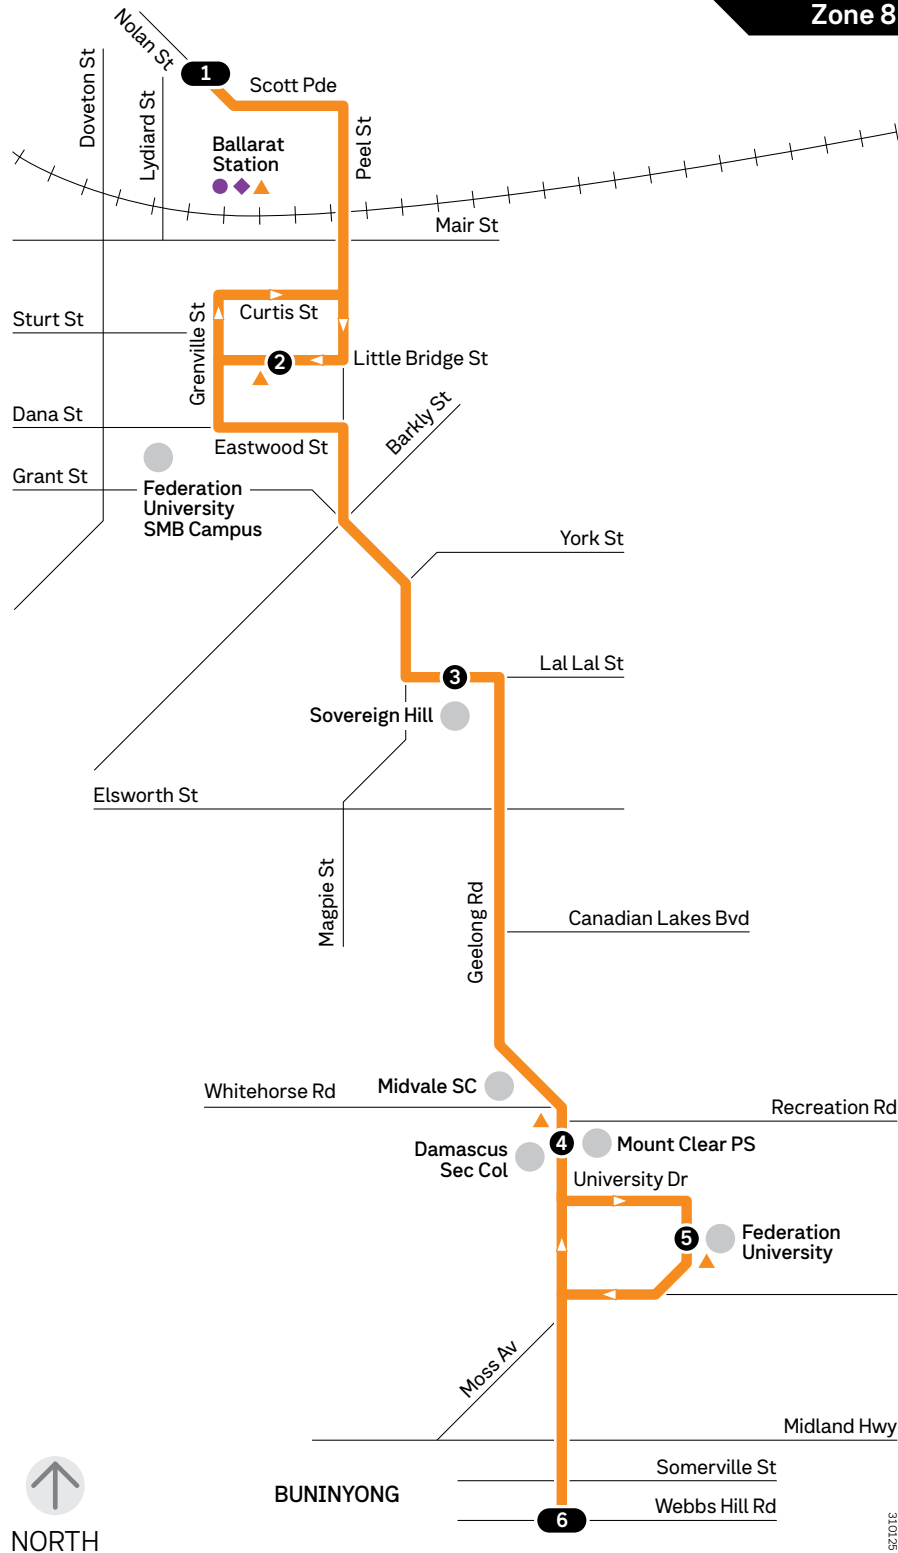 Zone 8
Nolan St
1
Scott Pde
Doveton St
Lydiard St
Peel St
Ballarat
Station
Mair St
Grenville St
Curtis St
Sturt St
2
Little Bridge St
Dana St
Barkly St
Eastwood St
Grant St
Federation
University
SMB Campus
York St
3
Lal Lal St
Sovereign Hill
Elsworth St
Magpie St
Geelong Rd
Canadian Lakes Bvd
Midvale SC
Whitehorse Rd
Recreation Rd
4
Mount Clear PS
Damascus
Sec Col
University Dr
5
Federation
University
Moss Av
Midland Hwy
Somerville St
BUNINYONG
Webbs Hill Rd
6
NORTH
310125